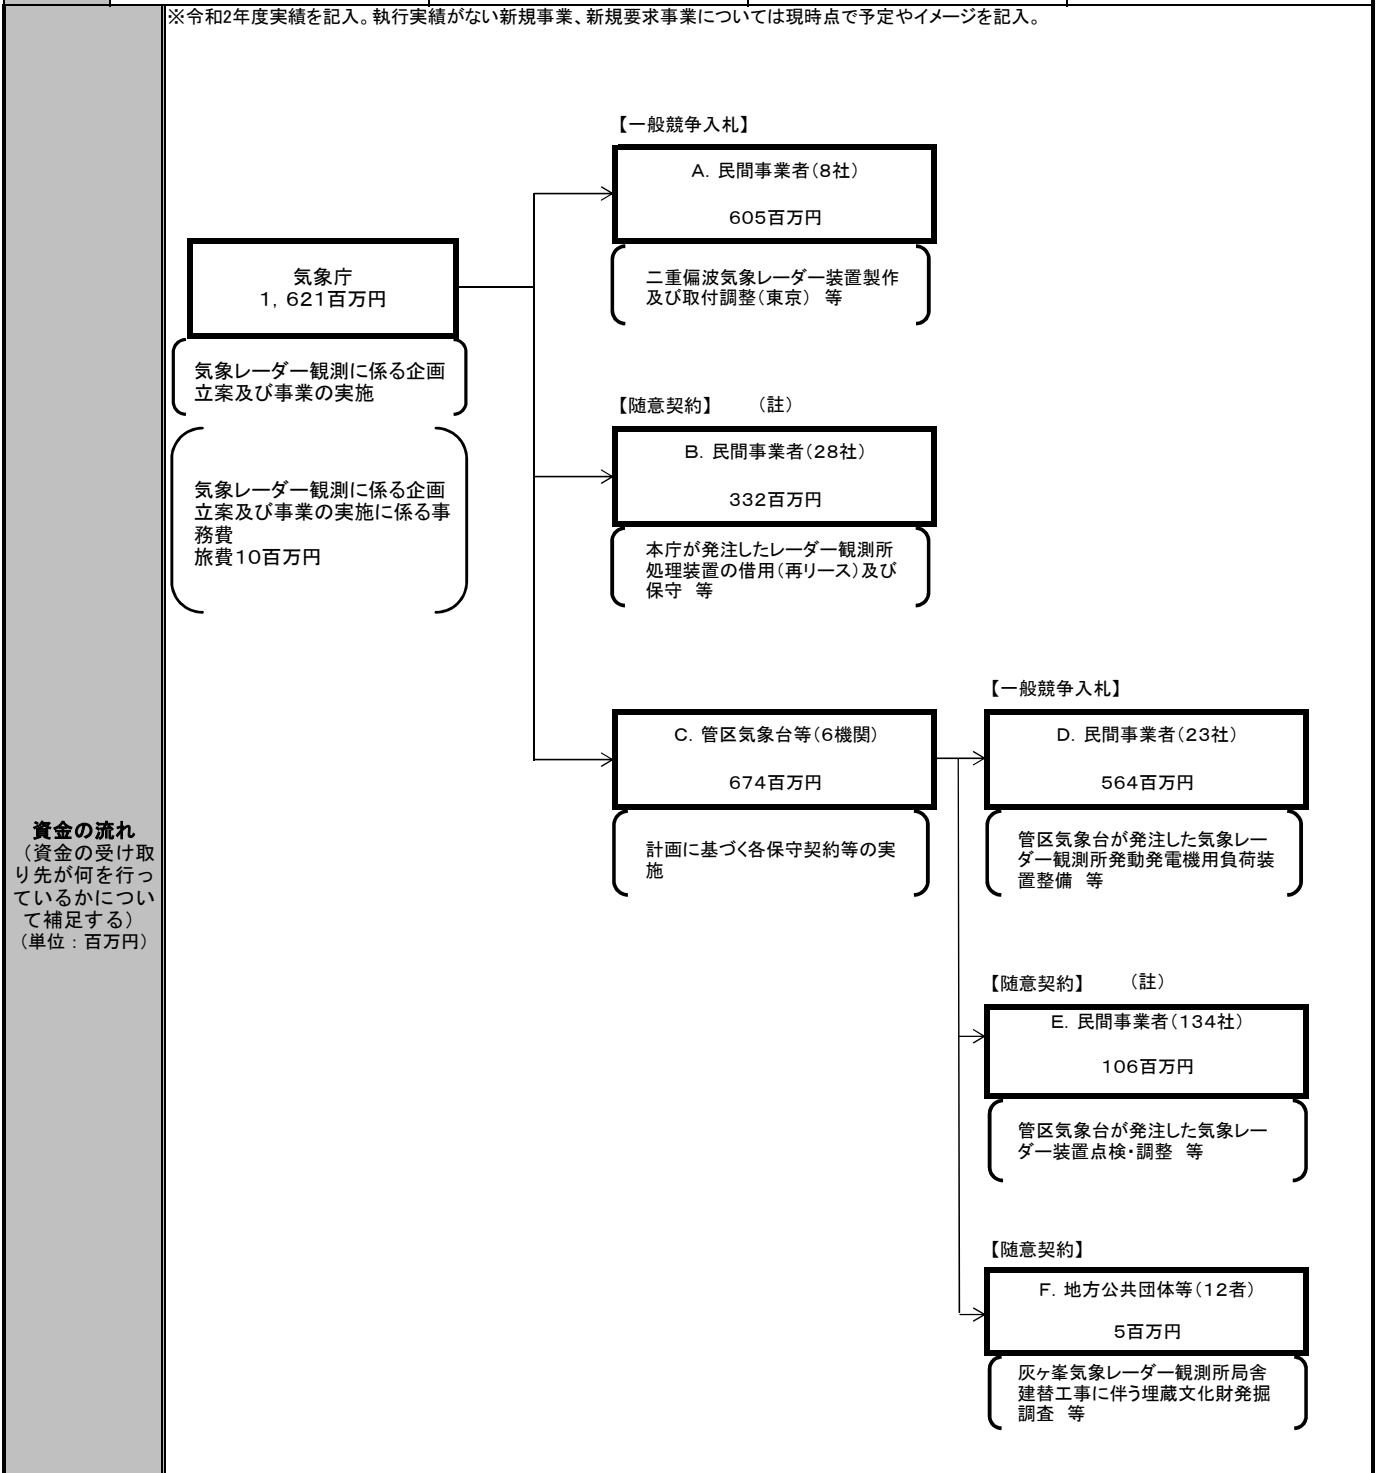 ※令和2年度実績を記入。執行実績がない新規事業、新規要求事業については現時点で予定やイメージを記入。
資金の流れ
（資金の受け取
り先が何を行っ
ているかについ
て補足する）
（単位：百万円）
気象庁
１，６２１百万円
気象レーダー観測に係る企画
立案及び事業の実施
気象レーダー観測に係る企画
立案及び事業の実施に係る事
務費
旅費１０百万円
【一般競争入札】
Ａ．民間事業者（８社）
６０５百万円
二重偏波気象レーダー装置製作
及び取付調整（東京）　等
【随意契約】　　（註）
Ｂ．民間事業者（２８社）
３３２百万円
本庁が発注したレーダー観測所
処理装置の借用（再リース）及び
保守　等
Ｃ．管区気象台等（６機関）
６７４百万円
計画に基づく各保守契約等の実
施
【一般競争入札】
Ｄ．民間事業者（２３社）
５６４百万円
管区気象台が発注した気象レー
ダー観測所発動発電機用負荷装
置整備　等
【随意契約】　　（註）
Ｅ．民間事業者（１３４社）
１０６百万円
管区気象台が発注した気象レー
ダー装置点検・調整　等
【随意契約】
Ｆ．地方公共団体等（１２者）
５百万円
灰ヶ峯気象レーダー観測所局舎
建替工事に伴う埋蔵文化財発掘
調査　等